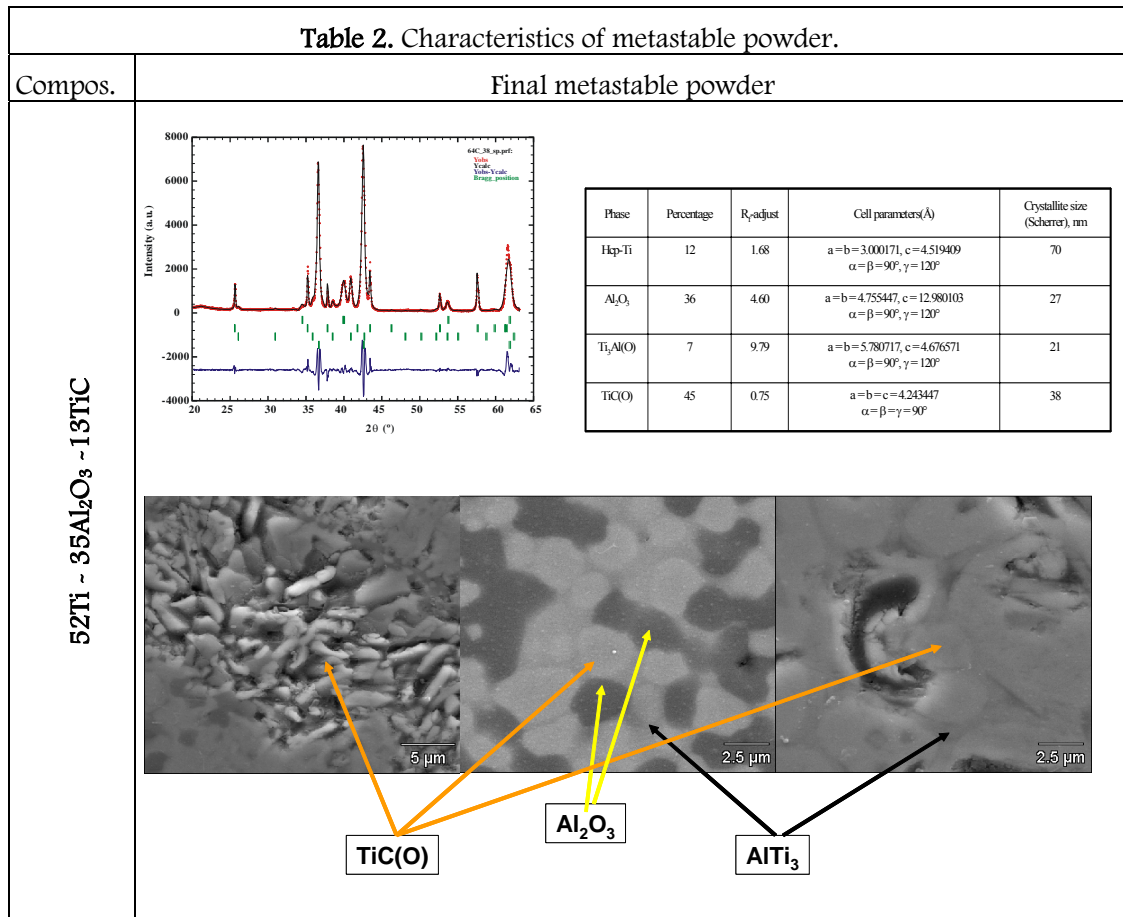 Table 2. Characteristics of metastable powder.
Compos. Final metastable powder
52Ti - 35Al₂O₃ -13TiC
8000
6000
4000
2000
0
-2000
-4000
Intensity (a.u.)
64C_38_sp.prf:
Yobs
Ycalc
Yobs-Ycalc
Bragg_position
20 25 30 35 40 45 50 55 60 65
2θ (°)
Phase Percentage Rf-adjust Cell parameters(Å) Crystallite size
(Scherrer), nm
Hcp-Ti 12 1.68 a = b = 3.000171, c = 4.519409
α = β = 90°, γ = 120° 70
Al₂O₃ 36 4.60 a = b = 4.755447, c = 12.980103
α = β = 90°, γ = 120° 27
Ti₃Al(O) 7 9.79 a = b = 5.780717, c = 4.676571
α = β = 90°, γ = 120° 21
TiC(O) 45 0.75 a = b = c = 4.243447
α = β = γ = 90° 38
5 µm
2.5 µm
2.5 µm
TiC(O)
Al₂O₃
AlTi₃